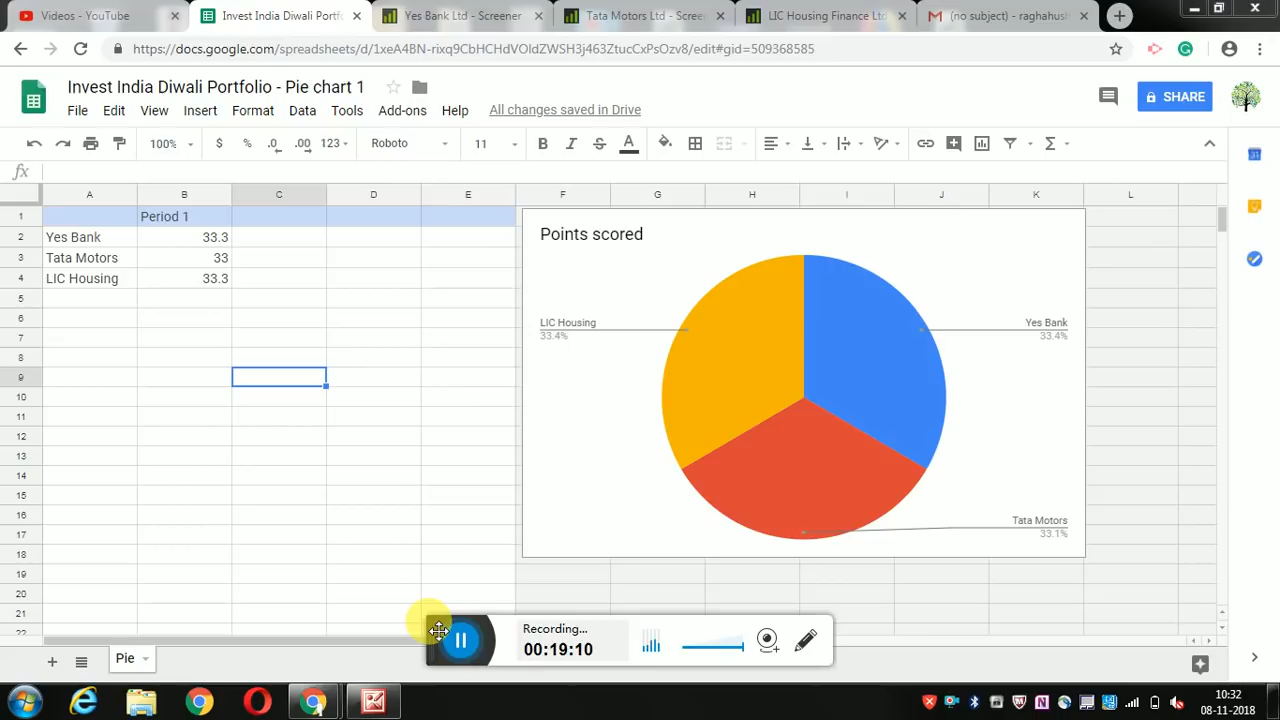 Videos - YouTube
Invest India Diwali Portfo
Yes Bank Ltd - Screener
Tata Motors Ltd - Scree
LIC Housing Finance Ltd
(no subject) - raghahush
https://docs.google.com/spreadsheets/d/1xeA4BN-rixq9CbHCHdVOldZWSH3j463ZtucCxPsOzv8/edit#gid=509368585
Invest India Diwali Portfolio - Pie chart 1
SHARE
File Edit View Insert Format Data Tools Add-ons Help All changes saved in Drive
100% $ % .0 .00 123 Roboto 11
fx
A B C D E F G H I J K L
1 Period 1
2 Yes Bank 33.3
3 Tata Motors 33
4 LIC Housing 33.3
5
6
7
8
9
10
11
12
13
14
15
16
17
18
19
20
21
22
Points scored
LIC Housing
33.4%
Yes Bank
33.4%
Tata Motors
33.1%
Recording...
00:19:10
Pie
10:32
08-11-2018